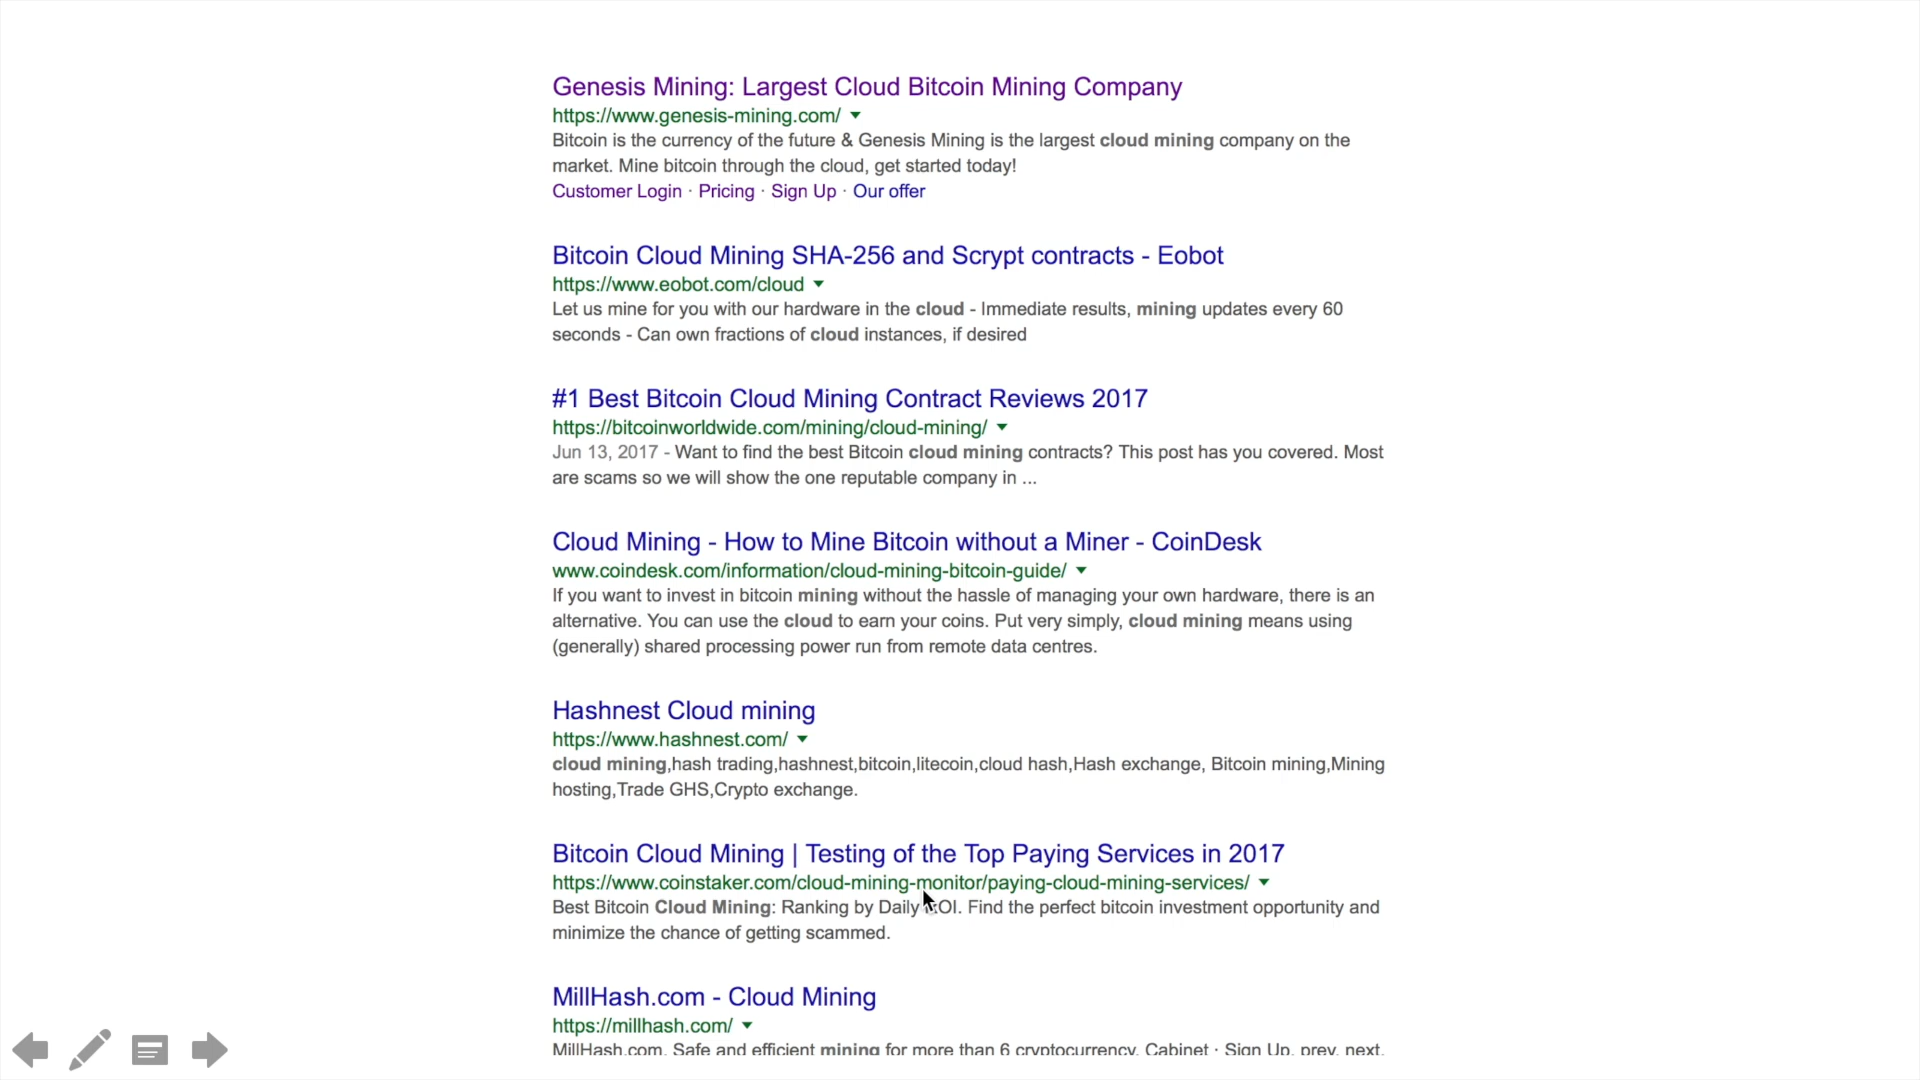 Genesis Mining: Largest Cloud Bitcoin Mining Company
https://www.genesis-mining.com/
Bitcoin is the currency of the future & Genesis Mining is the largest cloud mining company on the
market. Mine bitcoin through the cloud, get started today!
Customer Login · Pricing · Sign Up · Our offer
Bitcoin Cloud Mining SHA-256 and Scrypt contracts - Eobot
https://www.eobot.com/cloud
Let us mine for you with our hardware in the cloud - Immediate results, mining updates every 60
seconds - Can own fractions of cloud instances, if desired
#1 Best Bitcoin Cloud Mining Contract Reviews 2017
https://bitcoinworldwide.com/mining/cloud-mining/
Jun 13, 2017 - Want to find the best Bitcoin cloud mining contracts? This post has you covered. Most
are scams so we will show the one reputable company in ...
Cloud Mining - How to Mine Bitcoin without a Miner - CoinDesk
www.coindesk.com/information/cloud-mining-bitcoin-guide/
If you want to invest in bitcoin mining without the hassle of managing your own hardware, there is an
alternative. You can use the cloud to earn your coins. Put very simply, cloud mining means using
(generally) shared processing power run from remote data centres.
Hashnest Cloud mining
https://www.hashnest.com/
cloud mining,hash trading,hashnest,bitcoin,litecoin,cloud hash,Hash exchange, Bitcoin mining,Mining
hosting,Trade GHS,Crypto exchange.
Bitcoin Cloud Mining | Testing of the Top Paying Services in 2017
https://www.coinstaker.com/cloud-mining-monitor/paying-cloud-mining-services/
Best Bitcoin Cloud Mining: Ranking by Daily ROI. Find the perfect bitcoin investment opportunity and
minimize the chance of getting scammed.
MillHash.com - Cloud Mining
https://millhash.com/
MillHash.com. Safe and efficient mining for more than 6 cryptocurrency. Cabinet · Sign Up. prev. next.